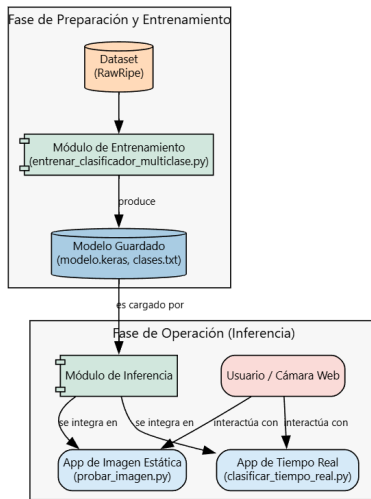 Fase de Preparación y Entrenamiento
Dataset
(RawRipe)
Módulo de Entrenamiento
(entrenar_clasificador_multiclase.py)
produce
Modelo Guardado
(modelo.keras, clases.txt)
es cargado por
Fase de Operación (Inferencia)
Módulo de Inferencia
Usuario / Cámara Web
se integra en
se integra en
interactúa con
interactúa con
App de Imagen Estática
(probar_imagen.py)
App de Tiempo Real
(clasificar_tiempo_real.py)